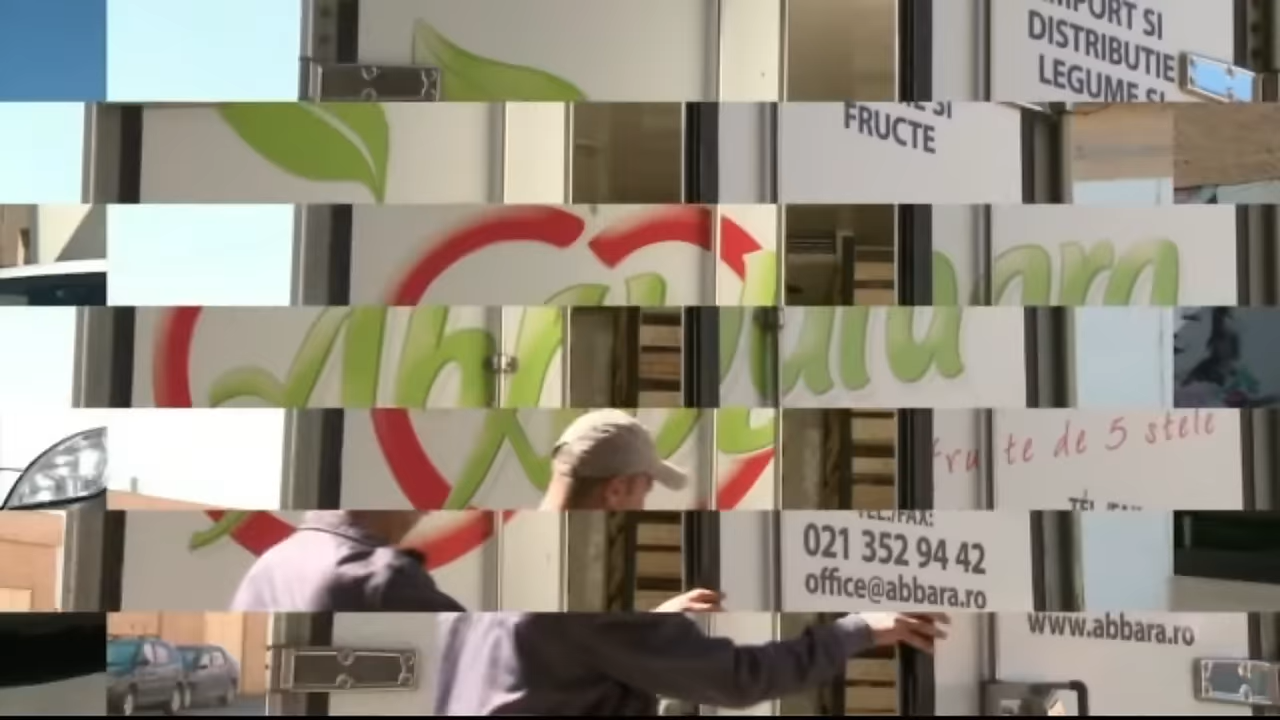 IMPORT SI
DISTRIBUTIE
LEGUME SI
FRUCTE
Abbara
fructe de 5 stele
TEL./FAX:
021 352 94 42
office@abbara.ro
www.abbara.ro